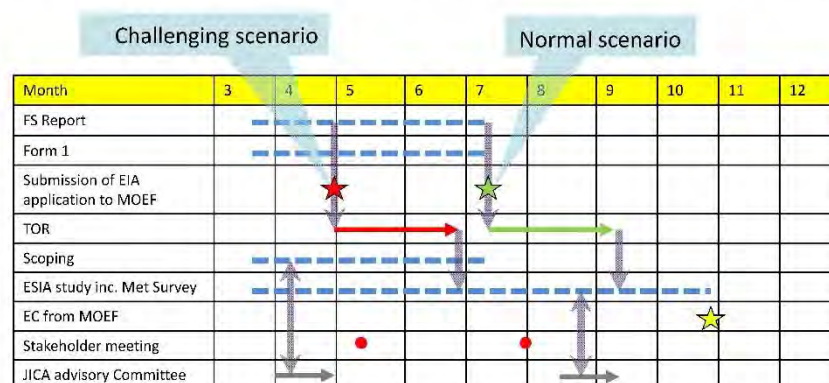 Challenging scenario
Normal scenario
Month 3 4 5 6 7 8 9 10 11 12
FS Report
Form 1
Submission of EIA
application to MOEF
TOR
Scoping
ESIA study inc. Met Survey
EC from MOEF
Stakeholder meeting
JICA advisory Committee